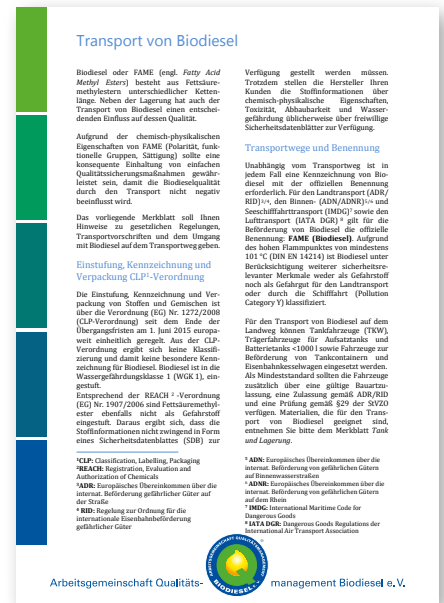 Transport von Biodiesel
Biodiesel oder FAME (engl. Fatty Acid
Methyl Esters) besteht aus Fettsäure-
methylestern unterschiedlicher Ketten-
länge. Neben der Lagerung hat auch der
Transport von Biodiesel einen entschei-
denden Einfluss auf dessen Qualität.
Aufgrund der chemisch-physikalischen
Eigenschaften von FAME (Polarität, funk-
tionelle Gruppen, Sättigung) sollte eine
konsequente Einhaltung von einfachen
Qualitätssicherungsmaßnahmen gewähr-
leistet sein, damit die Biodieselqualität
durch den Transport nicht negativ
beeinflusst wird.
Das vorliegende Merkblatt soll Ihnen
Hinweise zu gesetzlichen Regelungen,
Transportvorschriften und dem Umgang
mit Biodiesel auf dem Transportweg geben.
Einstufung, Kennzeichnung und
Verpackung CLP¹-Verordnung
Die Einstufung, Kennzeichnung und Ver-
packung von Stoffen und Gemischen ist
über die Verordnung (EG) Nr. 1272/2008
(CLP-Verordnung) seit dem Ende der
Übergangsfristen am 1. Juni 2015 europa-
weit einheitlich geregelt. Aus der CLP-
Verordnung ergibt sich keine Klassifi-
zierung und damit keine besondere Kenn-
zeichnung für Biodiesel. Biodiesel ist in die
Wassergefährdungsklasse 1 (WGK 1), ein-
gestuft.
Entsprechend der REACH ² -Verordnung
(EG) Nr. 1907/2006 sind Fettsäuremethyl-
ester ebenfalls nicht als Gefahrstoff
eingestuft. Daraus ergibt sich, dass die
Stoffinformationen nicht zwingend in Form
eines Sicherheitsdatenblattes (SDB) zur
¹CLP: Classification, Labelling, Packaging
²REACH: Registration, Evaluation and
Authorization of Chemicals
³ADR: Europäisches Übereinkommen über die
internat. Beförderung gefährlicher Güter auf
der Straße
⁴ RID: Regelung zur Ordnung für die
internationale Eisenbahnbeförderung
gefährlicher Güter
Verfügung gestellt werden müssen.
Trotzdem stellen die Hersteller Ihren
Kunden die Stoffinformationen über
chemisch-physikalische Eigenschaften,
Toxizität, Abbaubarkeit und Wasser-
gefährdung üblicherweise über freiwillige
Sicherheitsdatenblätter zur Verfügung.
Transportwege und Benennung
Unabhängig vom Transportweg ist in
jedem Fall eine Kennzeichnung von Bio-
diesel mit der offiziellen Benennung
erforderlich. Für den Landtransport (ADR/
RID)³/⁴, den Binnen- (ADN/ADNR)⁵/⁶ und
Seeschifffahrttransport (IMDG)⁷ sowie den
Lufttransport (IATA DGR) ⁸ gilt für die
Beförderung von Biodiesel die offizielle
Benennung: FAME (Biodiesel). Aufgrund
des hohen Flammpunktes von mindestens
101 °C (DIN EN 14214) ist Biodiesel unter
Berücksichtigung weiterer sicherheitsre-
levanter Merkmale weder als Gefahrstoff
noch als Gefahrgut für den Landtransport
oder durch die Schifffahrt (Pollution
Category Y) klassifiziert.
Für den Transport von Biodiesel auf dem
Landweg können Tankfahrzeuge (TKW),
Trägerfahrzeuge für Aufsatztanks und
Batterietanks <1000 l sowie Fahrzeuge zur
Beförderung von Tankcontainern und
Eisenbahnkesselwagen eingesetzt werden.
Als Mindeststandard sollten die Fahrzeuge
zusätzlich über eine gültige Bauartzu-
lassung, eine Zulassung gemäß ADR/RID
und eine Prüfung gemäß §29 der StVZO
verfügen. Materialien, die für den Trans-
port von Biodiesel geeignet sind,
entnehmen Sie bitte dem Merkblatt Tank
und Lagerung.
⁵ ADN: Europäisches Übereinkommen über die
internat. Beförderung von gefährlichen Gütern
auf Binnenwasserstraßen
⁶ ADNR: Europäisches Übereinkommen über die
internat. Beförderung von gefährlichen Gütern
auf dem Rhein
⁷ IMDG: International Maritime Code for
Dangerous Goods
⁸ IATA DGR: Dangerous Goods Regulations der
International Air Transport Association
ARBEITSGEMEINSCHAFT QUALITÄTSMANAGEMENT
BIODIESEL
Arbeitsgemeinschaft Qualitäts- management Biodiesel e.V.